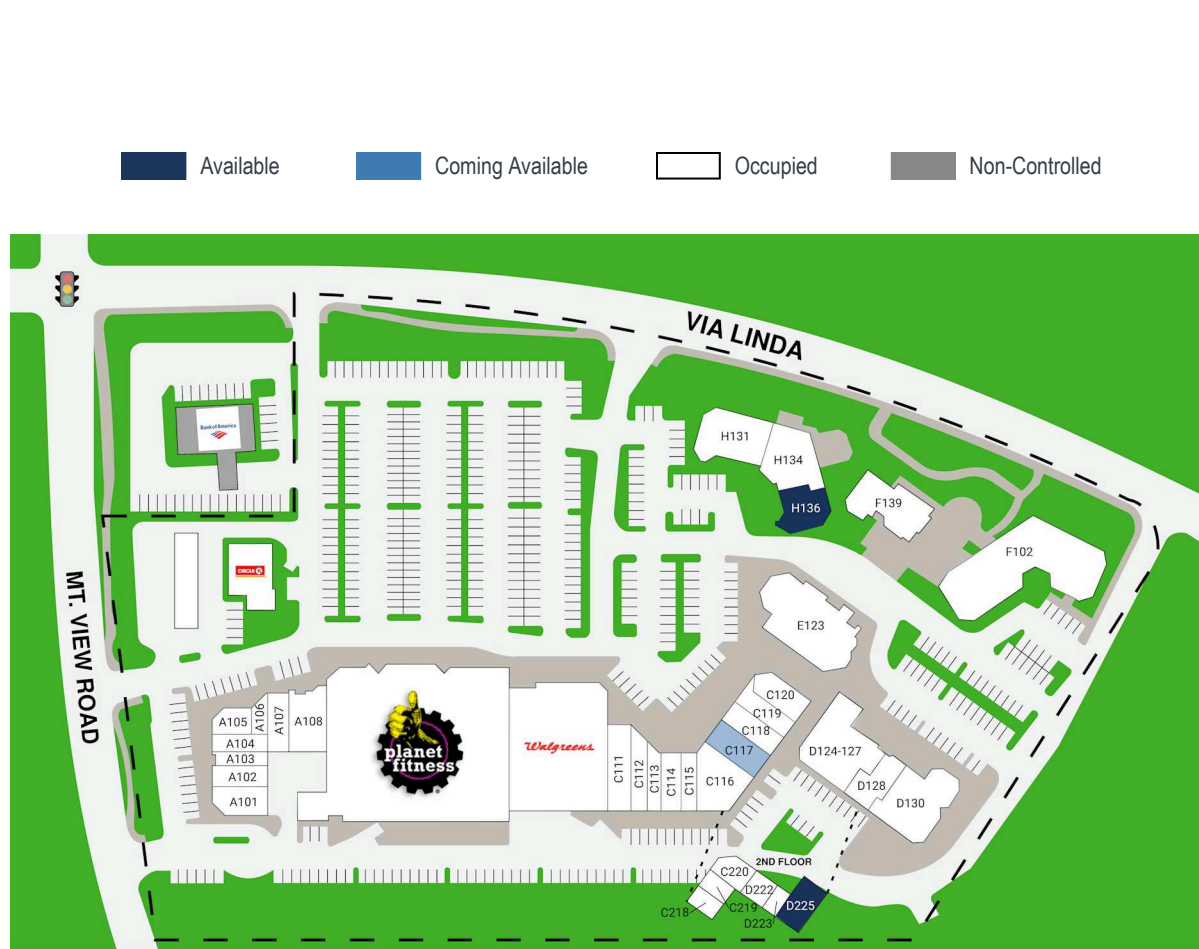 Available
Coming Available
Occupied
Non-Controlled
VIA LINDA
Bank of America
H131
H134
H136
F139
F102
CIRCLE K
MT. VIEW ROAD
E123
A105
A106
A107
A108
A104
A103
A102
A101
planet
fitness
Walgreens
C111
C112
C113
C114
C115
C116
C117
C118
C119
C120
D124-127
D128
D130
2ND FLOOR
C220
D222
C219
C218
D223
D225